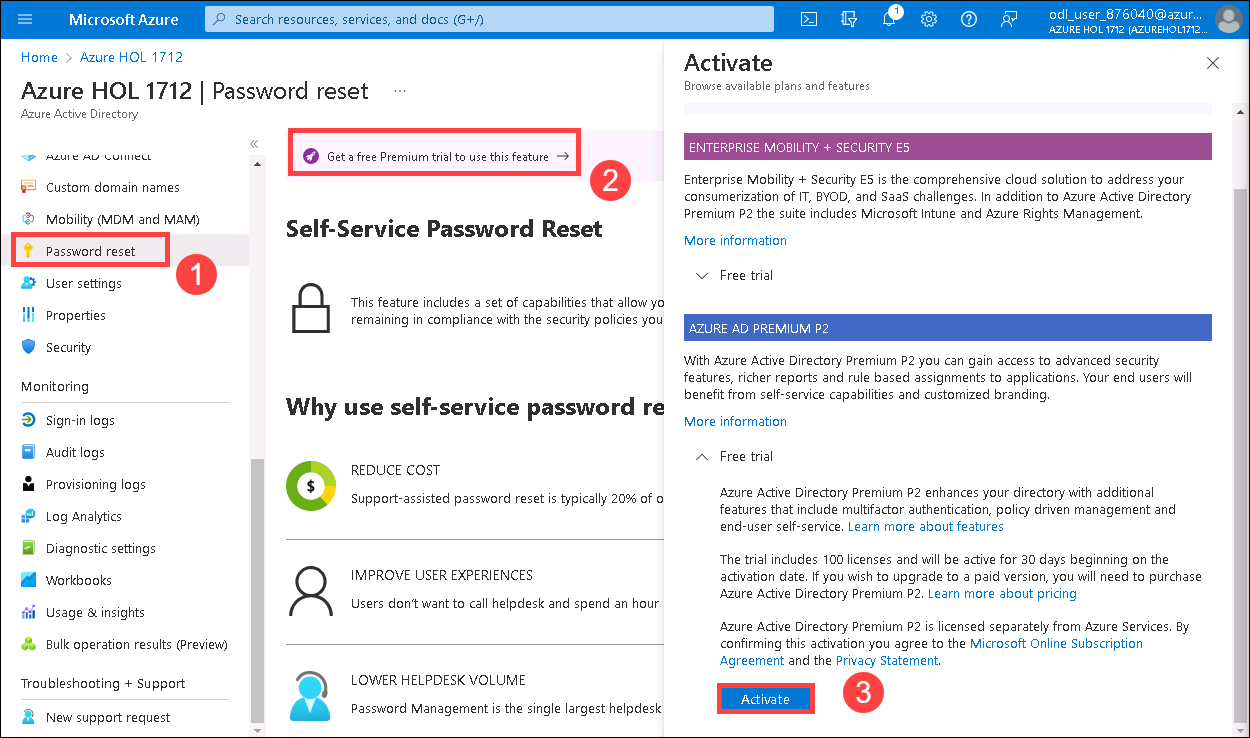 Microsoft Azure
Search resources, services, and docs (G+/)
1
odl_user_876040@azur...
AZURE HOL 1712 (AZUREHOL1712...
Home > Azure HOL 1712
Azure HOL 1712 | Password reset ...
Azure Active Directory
«
Azure AD Connect
Custom domain names
Mobility (MDM and MAM)
Password reset
1
User settings
Properties
Security
Monitoring
Sign-in logs
Audit logs
Provisioning logs
Log Analytics
Diagnostic settings
Workbooks
Usage & insights
Bulk operation results (Preview)
Troubleshooting + Support
New support request
Get a free Premium trial to use this feature →
2
Self-Service Password Reset
This feature includes a set of capabilities that allow yo
remaining in compliance with the security policies you
Why use self-service password re
$
REDUCE COST
Support-assisted password reset is typically 20% of o
IMPROVE USER EXPERIENCES
Users don't want to call helpdesk and spend an hour
LOWER HELPDESK VOLUME
Password Management is the single largest helpdesk
Activate
Browse available plans and features
ENTERPRISE MOBILITY + SECURITY E5
Enterprise Mobility + Security E5 is the comprehensive cloud solution to address your
consumerization of IT, BYOD, and SaaS challenges. In addition to Azure Active Directory
Premium P2 the suite includes Microsoft Intune and Azure Rights Management.
More information
Free trial
AZURE AD PREMIUM P2
With Azure Active Directory Premium P2 you can gain access to advanced security
features, richer reports and rule based assignments to applications. Your end users will
benefit from self-service capabilities and customized branding.
More information
Free trial
Azure Active Directory Premium P2 enhances your directory with additional
features that include multifactor authentication, policy driven management and
end-user self-service. Learn more about features
The trial includes 100 licenses and will be active for 30 days beginning on the
activation date. If you wish to upgrade to a paid version, you will need to purchase
Azure Active Directory Premium P2. Learn more about pricing
Azure Active Directory Premium P2 is licensed separately from Azure Services. By
confirming this activation you agree to the Microsoft Online Subscription
Agreement and the Privacy Statement.
Activate
3